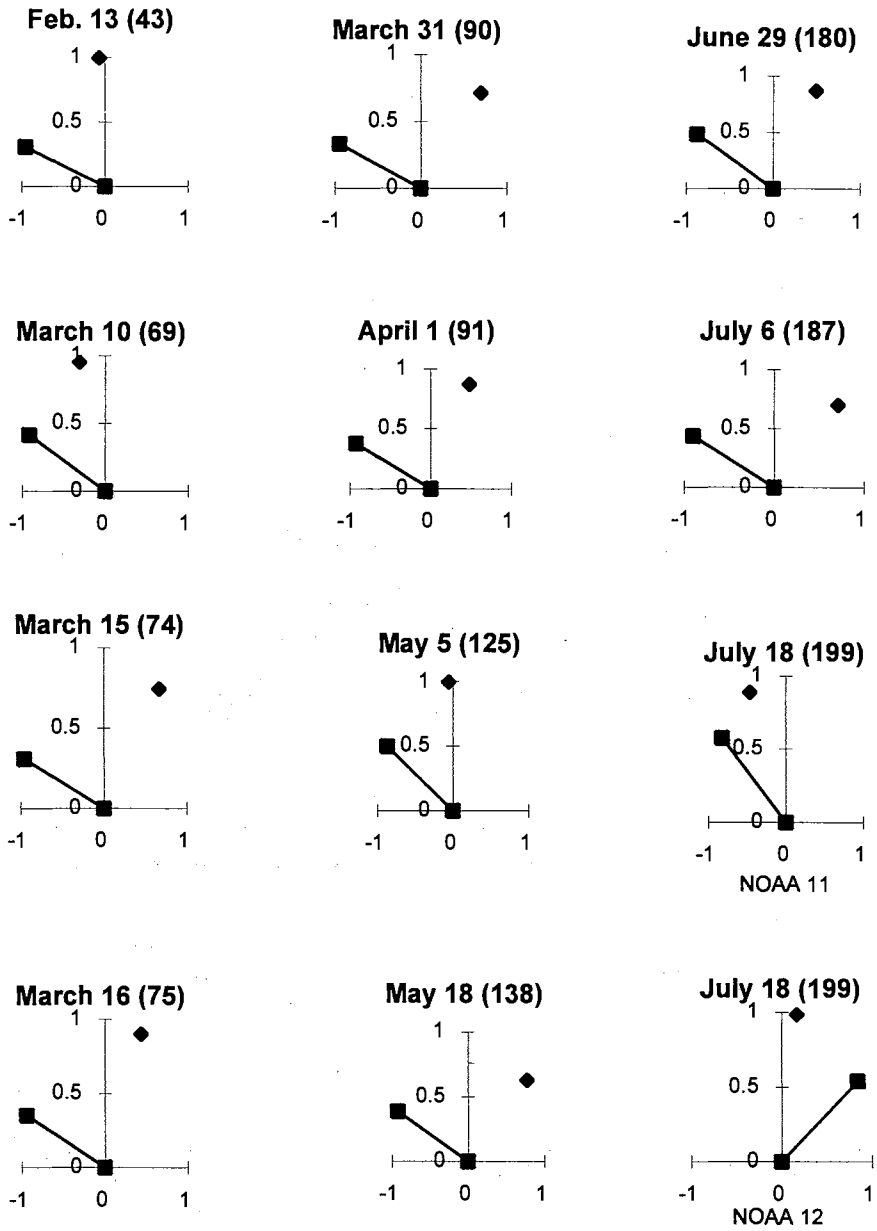 Feb. 13 (43)
1
0.5
0
-1 0 1
March 31 (90)
1
0.5
0
-1 0 1
June 29 (180)
1
0.5
0
-1 0 1
March 10 (69)
1
0.5
0
-1 0 1
April 1 (91)
1
0.5
0
-1 0 1
July 6 (187)
1
0.5
0
-1 0 1
March 15 (74)
1
0.5
0
-1 0 1
May 5 (125)
1
0.5
0
-1 0 1
July 18 (199)
1
0.5
0
-1 0 1
NOAA 11
March 16 (75)
1
0.5
0
-1 0 1
May 18 (138)
1
0.5
0
-1 0 1
July 18 (199)
1
0.5
0
-1 0 1
NOAA 12